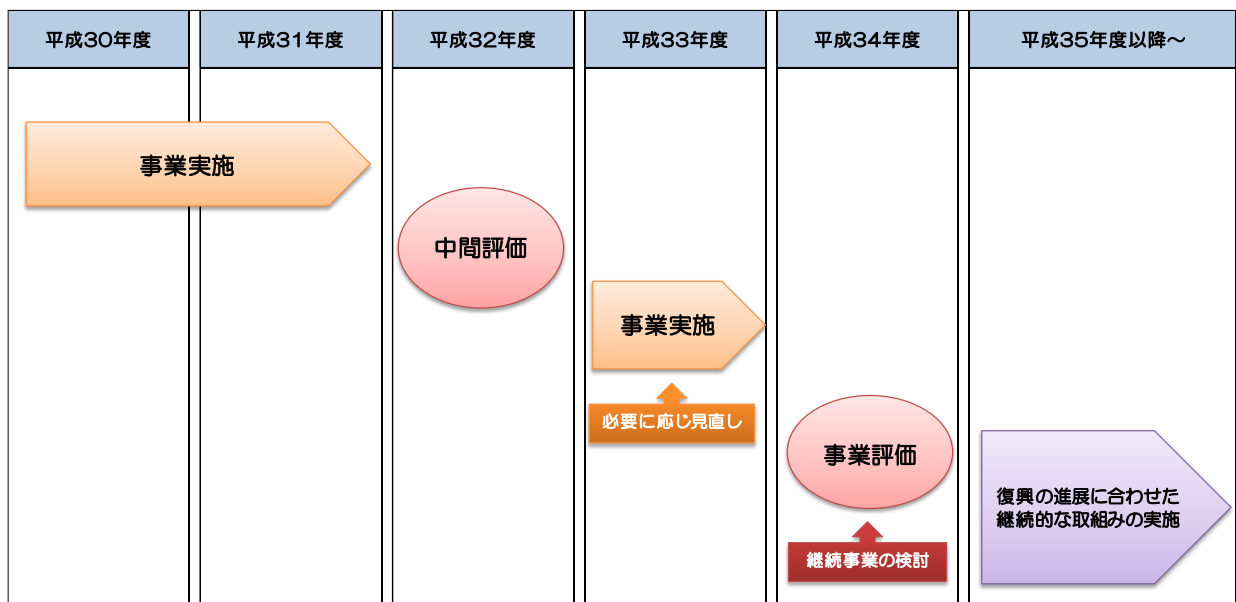 平成30年度
平成31年度
平成32年度
平成33年度
平成34年度
平成35年度以降～
事業実施
中間評価
事業実施
必要に応じ見直し
事業評価
継続事業の検討
復興の進展に合わせた
継続的な取組みの実施